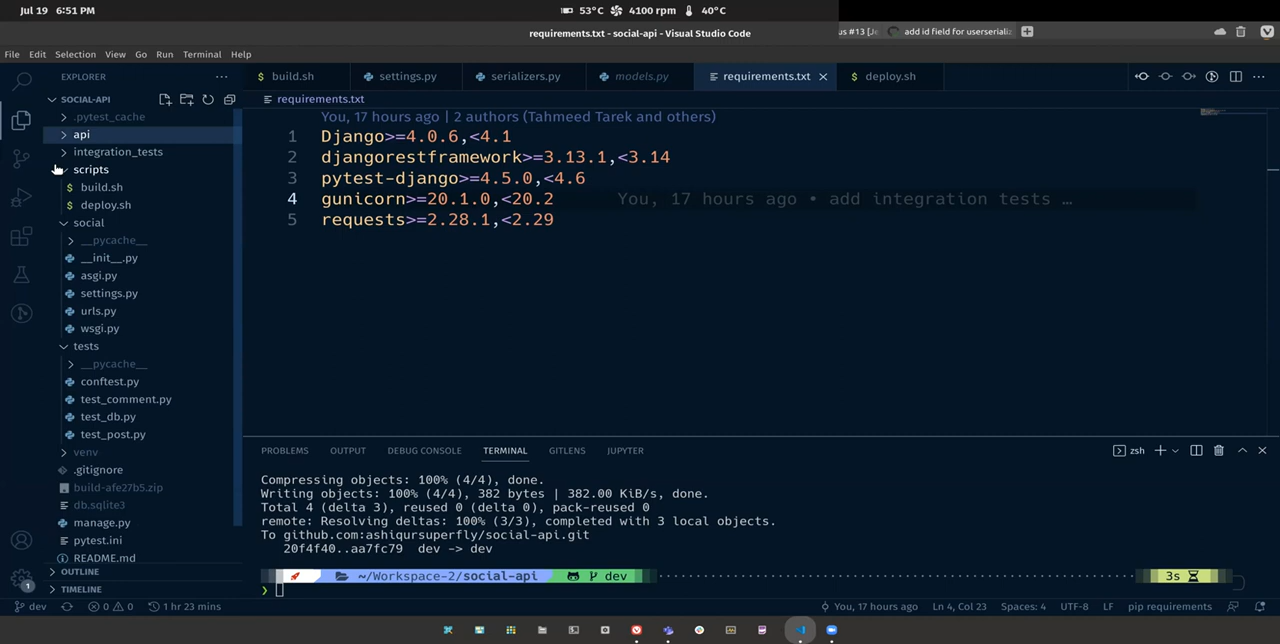 Jul 19 6:51 PM
53°C 4100 rpm 40°C
requirements.txt - social-api - Visual Studio Code
us #13 [Je
add id field for userserializ
File Edit Selection View Go Run Terminal Help
EXPLORER
build.sh settings.py serializers.py models.py requirements.txt deploy.sh
SOCIAL-API
requirements.txt
.pytest_cache
api
integration_tests
scripts
build.sh
deploy.sh
social
__pycache__
__init__.py
asgi.py
settings.py
urls.py
wsgi.py
tests
__pycache__
conftest.py
test_comment.py
test_db.py
test_post.py
venv
.gitignore
build-afe27b5.zip
db.sqlite3
manage.py
pytest.ini
README.md
OUTLINE
TIMELINE
You, 17 hours ago | 2 authors (Tahmeed Tarek and others)
1 Django>=4.0.6,<4.1
2 djangorestframework>=3.13.1,<3.14
3 pytest-django>=4.5.0,<4.6
4 gunicorn>=20.1.0,<20.2 You, 17 hours ago • add integration tests …
5 requests>=2.28.1,<2.29
PROBLEMS OUTPUT DEBUG CONSOLE TERMINAL GITLENS JUPYTER
zsh
Compressing objects: 100% (4/4), done.
Writing objects: 100% (4/4), 382 bytes | 382.00 KiB/s, done.
Total 4 (delta 3), reused 0 (delta 0), pack-reused 0
remote: Resolving deltas: 100% (3/3), completed with 3 local objects.
To github.com:ashiqursuperfly/social-api.git
20f4f40..aa7fc79 dev -> dev
~/Workspace-2/social-api dev 3s
❯
1
dev 0 0 1 hr 23 mins
You, 17 hours ago Ln 4, Col 23 Spaces: 4 UTF-8 LF pip requirements